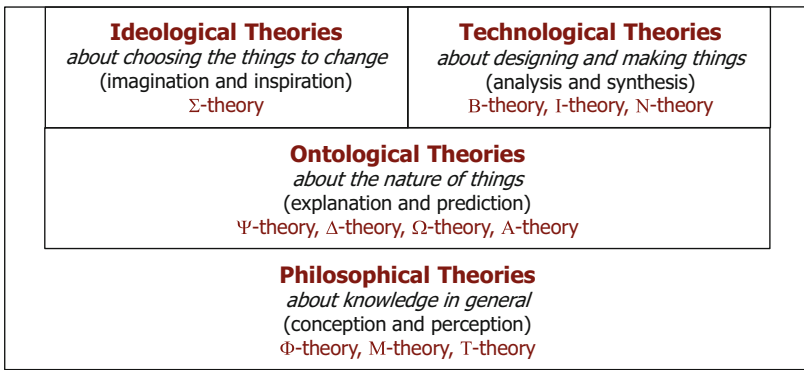 Ideological Theories
about choosing the things to change
(imagination and inspiration)
Σ-theory
Technological Theories
about designing and making things
(analysis and synthesis)
Β-theory, Ι-theory, Ν-theory
Ontological Theories
about the nature of things
(explanation and prediction)
Ψ-theory, Δ-theory, Ω-theory, Α-theory
Philosophical Theories
about knowledge in general
(conception and perception)
Φ-theory, Μ-theory, Τ-theory